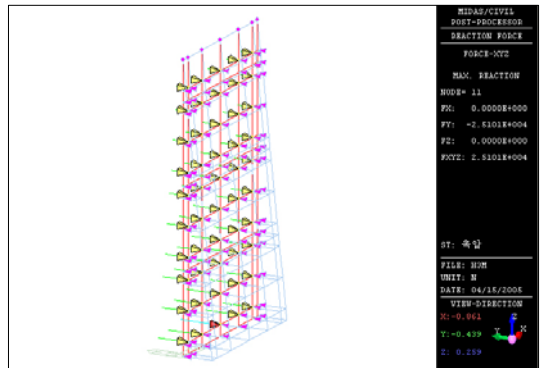 MIDAS/CIVIL
POST-PROCESSOR
REACTION FORCE
FORCE-XYZ
MAX. REACTION
NODE= 11
FX: 0.0000E+000
FY: -2.5101E+004
FZ: 0.0000E+000
FXYZ: 2.5101E+004
ST: 옥압
FILE: H3M
UNIT: N
DATE: 04/15/2005
VIEW-DIRECTION
X:-0.861
Y:-0.439
Z: 0.259
Z
Y
X